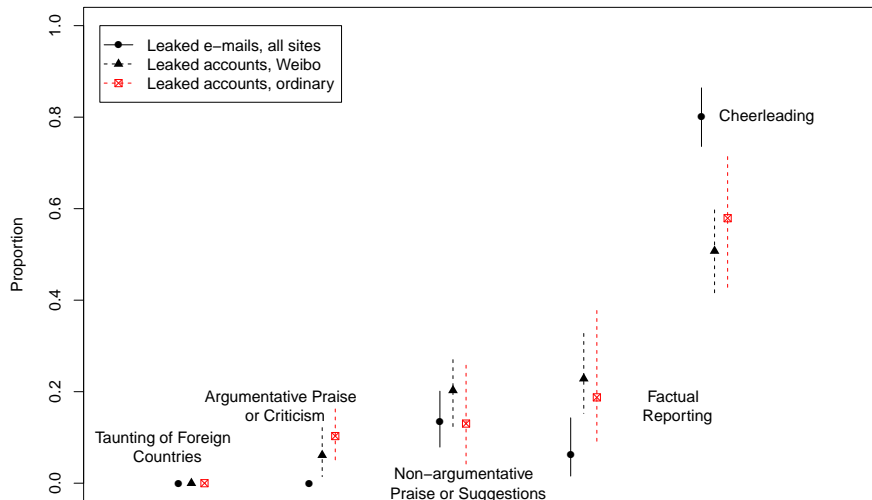 1.0
Leaked e−mails, all sites
Leaked accounts, Weibo
Leaked accounts, ordinary
0.8
Cheerleading
0.6
Proportion
0.4
0.2
Argumentative Praise
or Criticism
Factual
Reporting
Taunting of Foreign
Countries
Non−argumentative
Praise or Suggestions
0.0